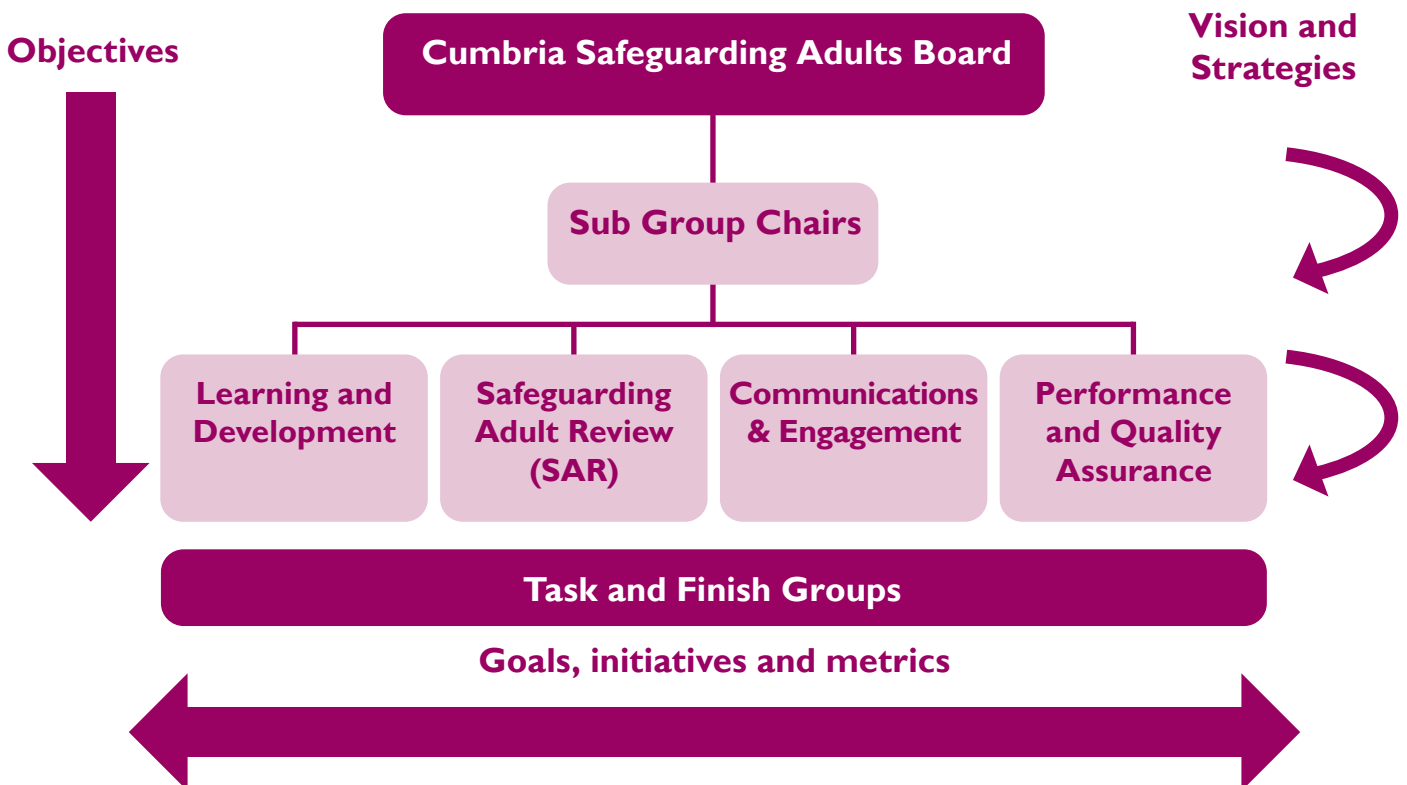 Objectives
Cumbria Safeguarding Adults Board
Vision and
Strategies
Sub Group Chairs
Learning and
Development
Safeguarding
Adult Review
(SAR)
Communications
& Engagement
Performance
and Quality
Assurance
Task and Finish Groups
Goals, initiatives and metrics